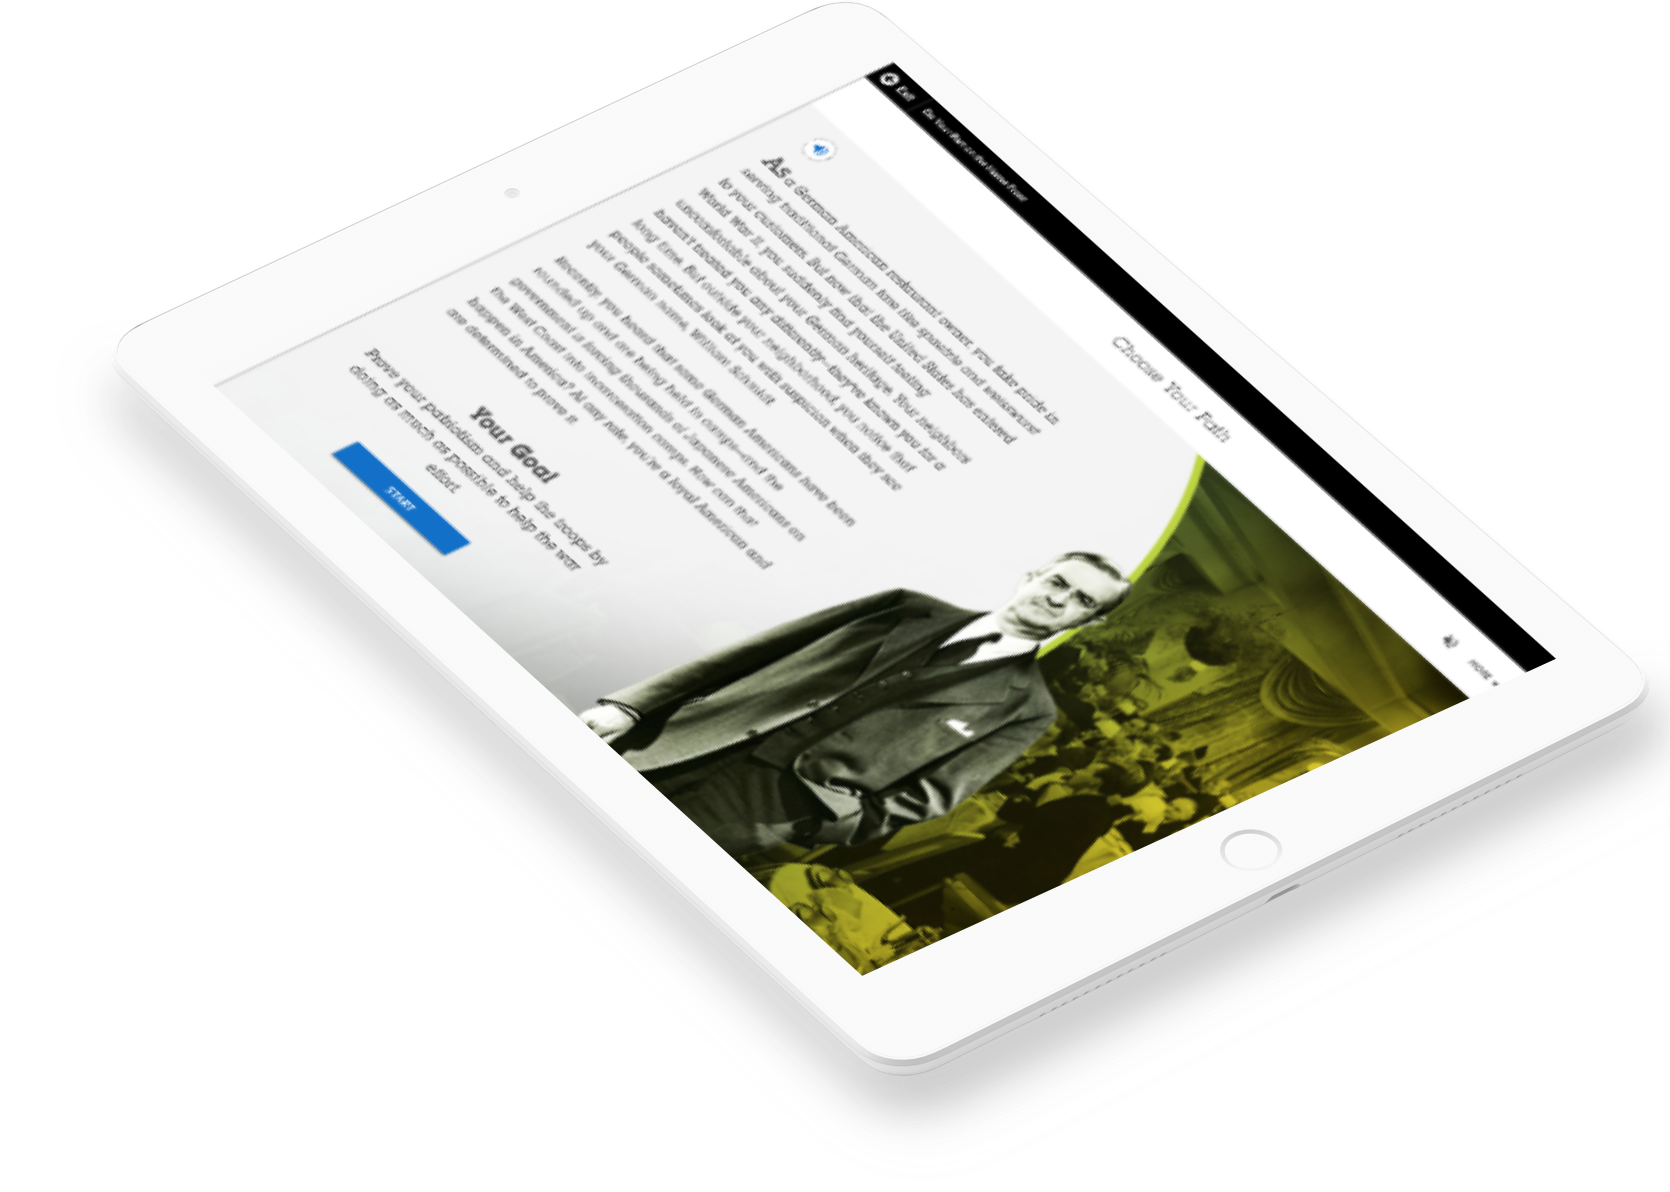 Exit
Do Your Part on the Home Front
Choose Your Path
MORE
As a German American restaurant owner, you take pride in
serving traditional German fare like spaetzle and weisswurst
to your customers. But now that the United States has entered
World War II, you suddenly find yourself feeling
uncomfortable about your German heritage. Your neighbors
haven't treated you any differently—they've known you for a
long time. But outside your neighborhood, you notice that
people sometimes look at you with suspicion when they see
your German name, William Schmidt.
Recently you heard that some German Americans have been
rounded up and are being held in camps—and the
government is forcing thousands of Japanese Americans on
the West Coast into incarceration camps. How can that
happen in America? At any rate, you're a loyal American and
are determined to prove it.
Your Goal
Prove your patriotism and help the troops by
doing as much as possible to help the war
effort.
START